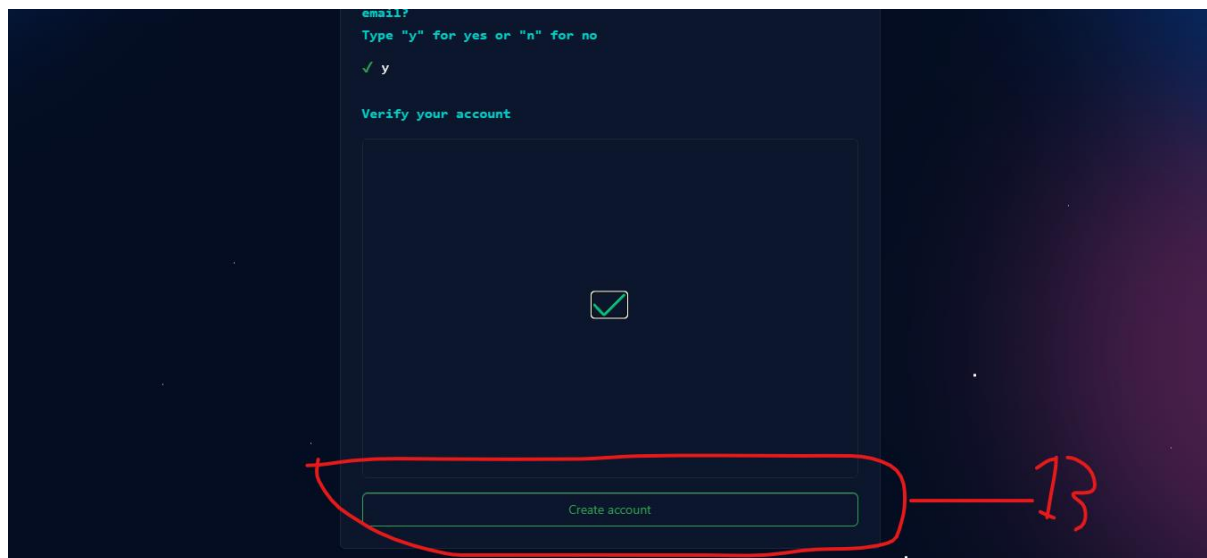 email?
Type "y" for yes or "n" for no
✓ y
Verify your account
Create account
13